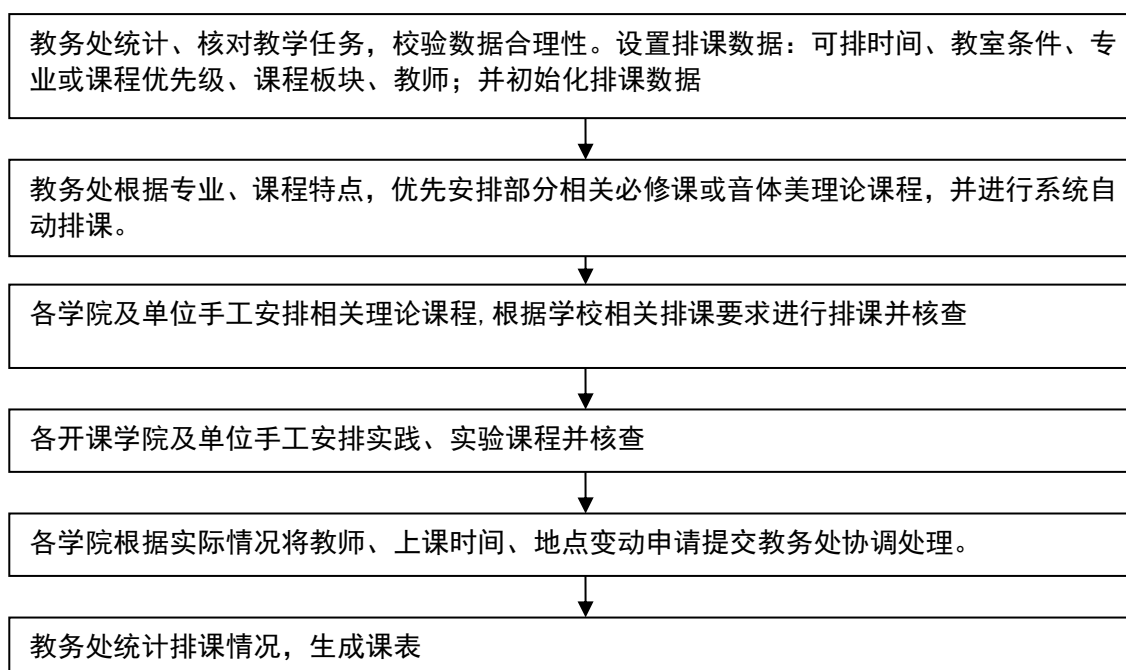 教务处统计、核对教学任务，校验数据合理性。设置排课数据：可排时间、教室条件、专
业或课程优先级、课程板块、教师；并初始化排课数据
教务处根据专业、课程特点，优先安排部分相关必修课或音体美理论课程，并进行系统自
动排课。
各学院及单位手工安排相关理论课程,根据学校相关排课要求进行排课并核查
各开课学院及单位手工安排实践、实验课程并核查
各学院根据实际情况将教师、上课时间、地点变动申请提交教务处协调处理。
教务处统计排课情况，生成课表